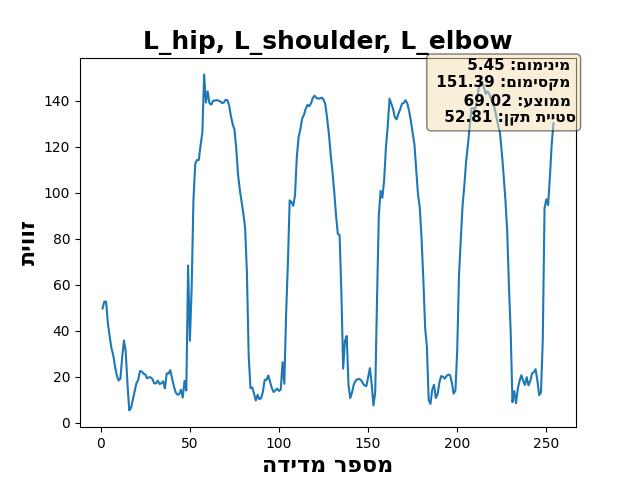 L_hip, L_shoulder, L_elbow
מינימום: 5.45
מקסימום: 151.39
ממוצע: 69.02
סטיית תקן: 52.81
זווית
140
120
100
80
60
40
20
0
0 50 100 150 200 250
מספר מדידה